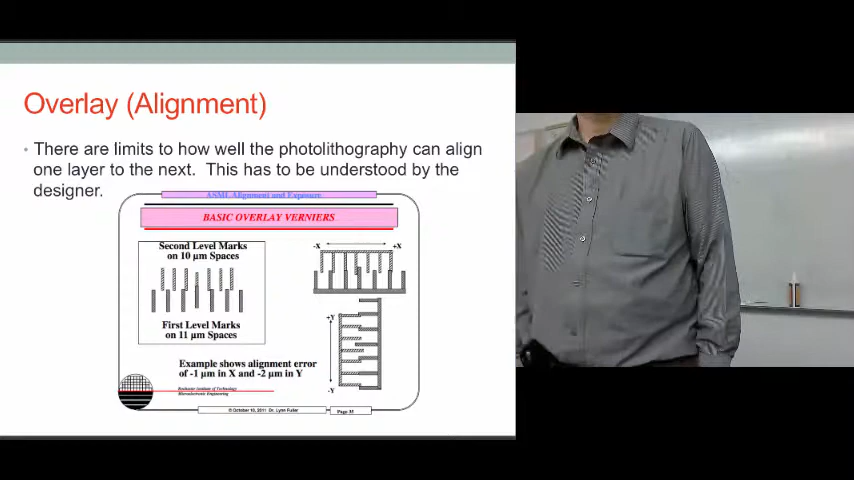 Overlay (Alignment)
• There are limits to how well the photolithography can align
one layer to the next. This has to be understood by the
designer.
ASML Alignment and Exposure
BASIC OVERLAY VERNIERS
Second Level Marks
on 10 µm Spaces
First Level Marks
on 11 µm Spaces
-X +X
+Y
-Y
Example shows alignment error
of -1 µm in X and -2 µm in Y
Rochester Institute of Technology
Microelectronic Engineering
© October 10, 2011 Dr. Lynn Fuller
Page 35